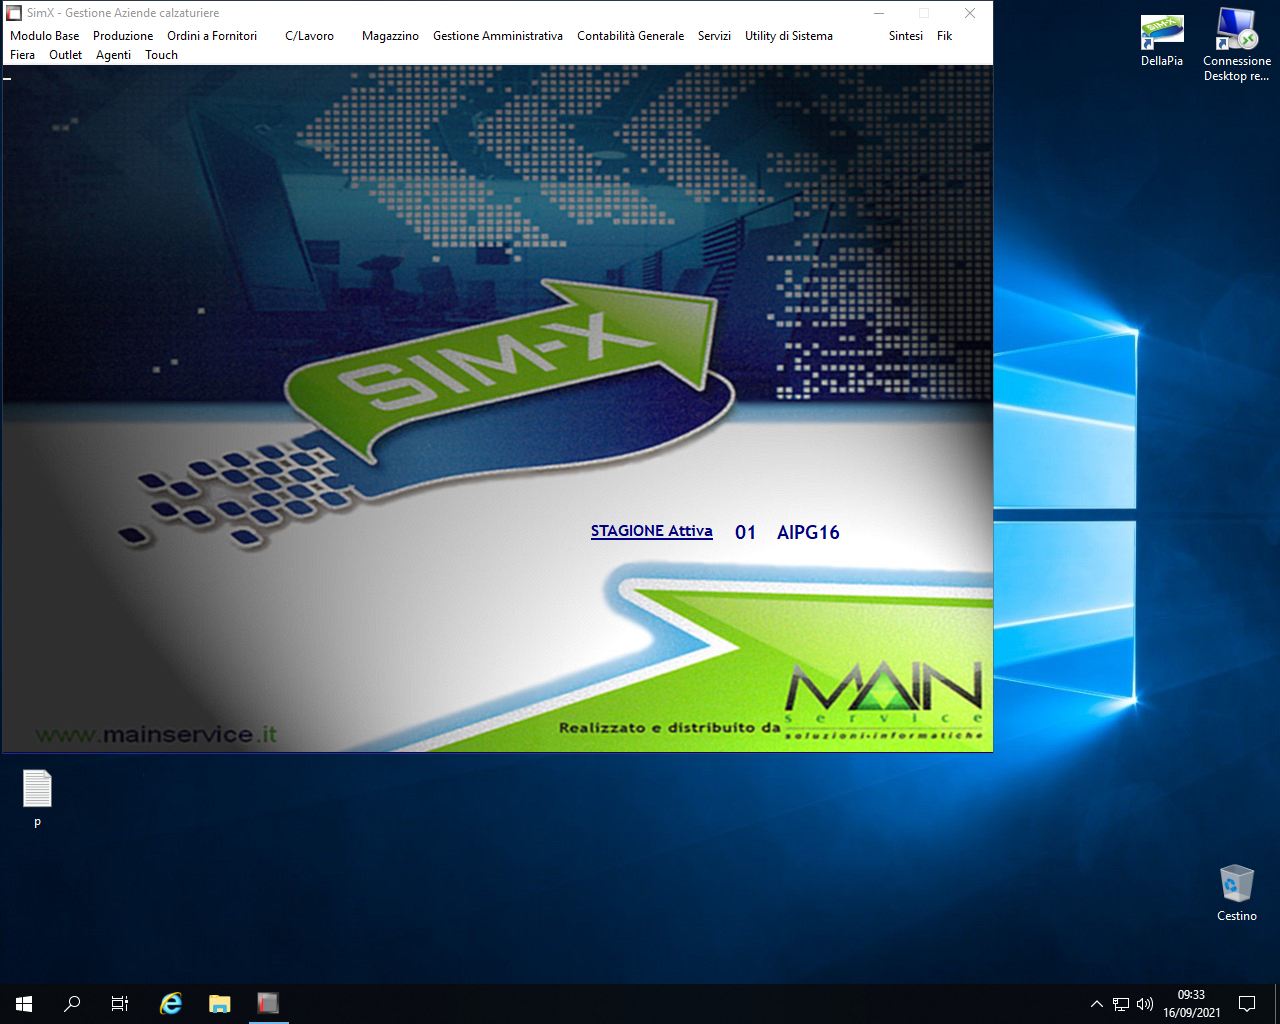 SimX - Gestione Aziende calzaturiere
Modulo Base Produzione Ordini a Fornitori C/Lavoro Magazzino Gestione Amministrativa Contabilità Generale Servizi Utility di Sistema Sintesi Fik
Fiera Outlet Agenti Touch
DellaPia
Connessione
Desktop re...
SIM-X
STAGIONE Attiva 01 AIPG16
MAIN
service
soluzioni•informatiche
Realizzato e distribuito da
www.mainservice.it
p
Cestino
09:33
16/09/2021